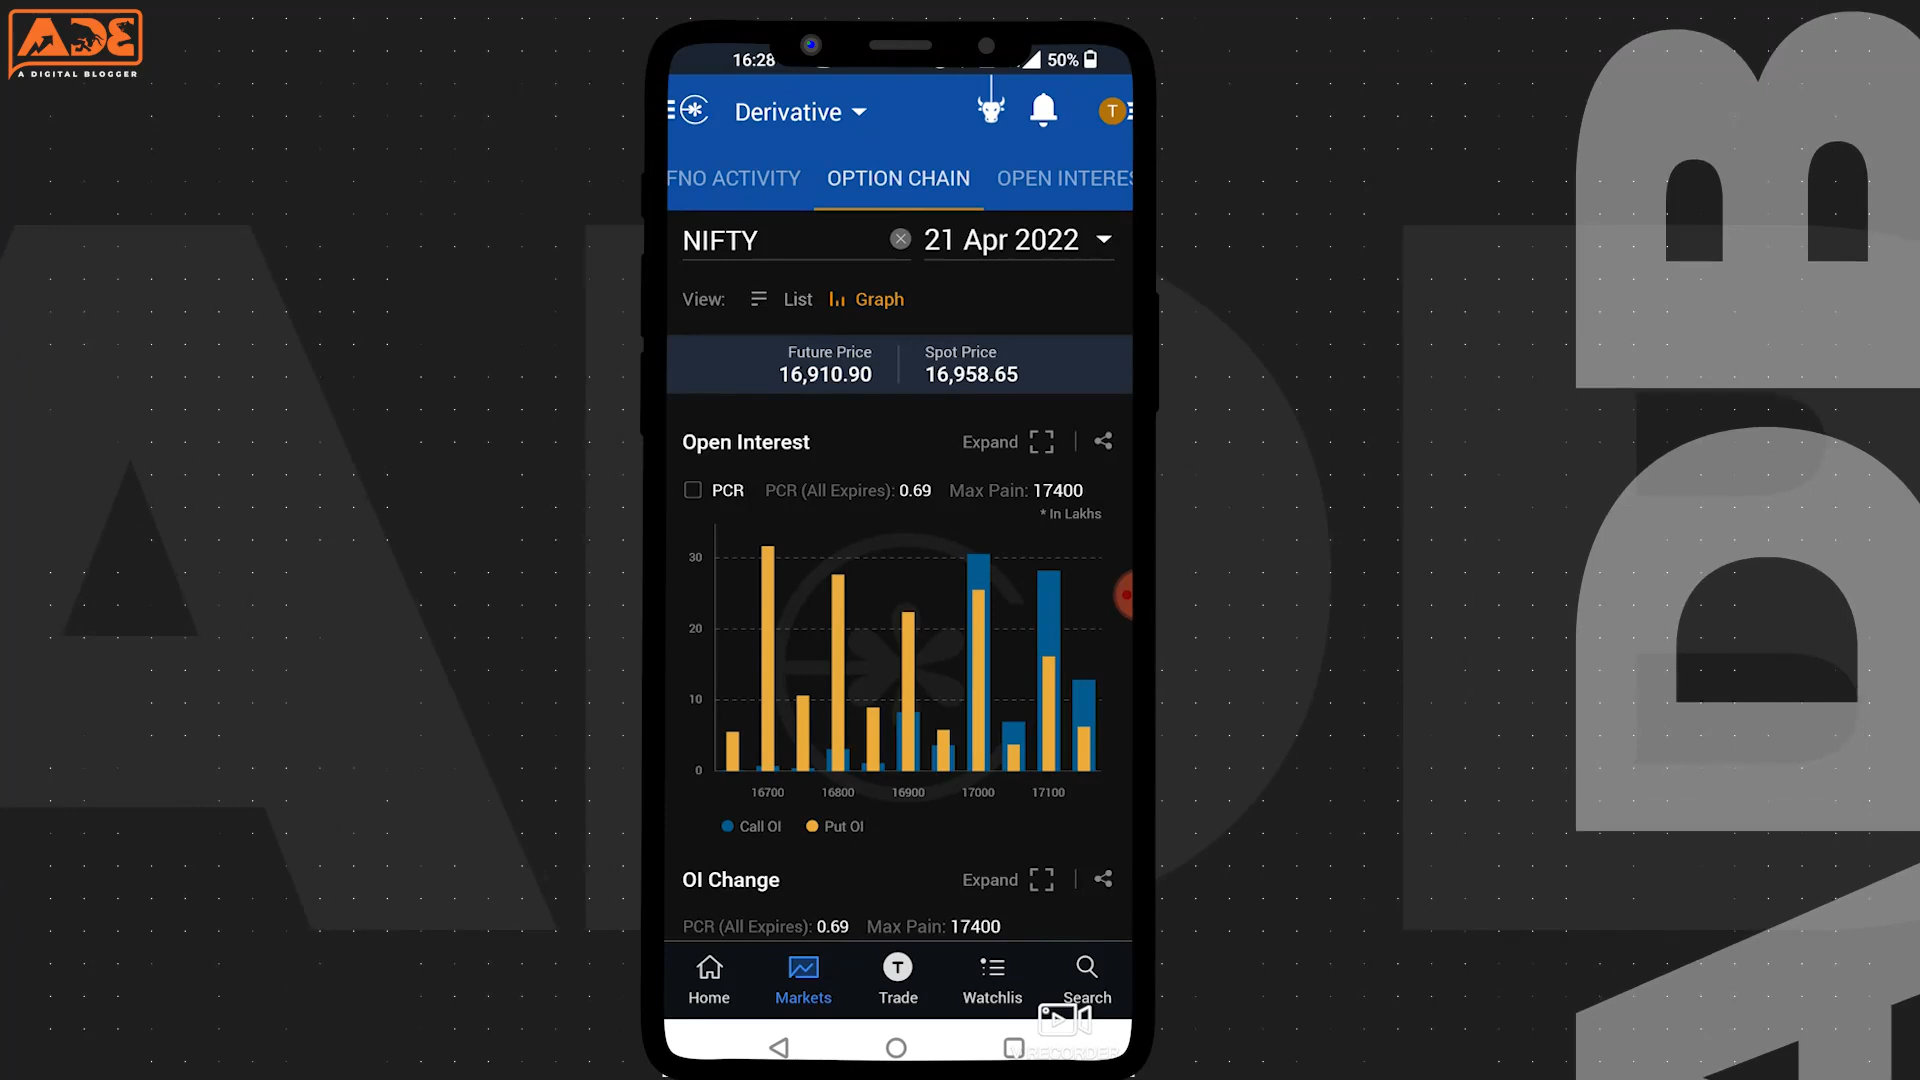 ADB
A DIGITAL BLOGGER
16:28
50%
Derivative
T
FNO ACTIVITY
OPTION CHAIN
OPEN INTERES
NIFTY
21 Apr 2022
View:
List
Graph
Future Price
Spot Price
16,910.90
16,958.65
Open Interest
Expand
PCR
PCR (All Expires): 0.69
Max Pain: 17400
* In Lakhs
30
20
10
0
16700
16800
16900
17000
17100
Call OI
Put OI
OI Change
Expand
PCR (All Expires): 0.69
Max Pain: 17400
T
Home
Markets
Trade
Watchlis
Search
RECORDER